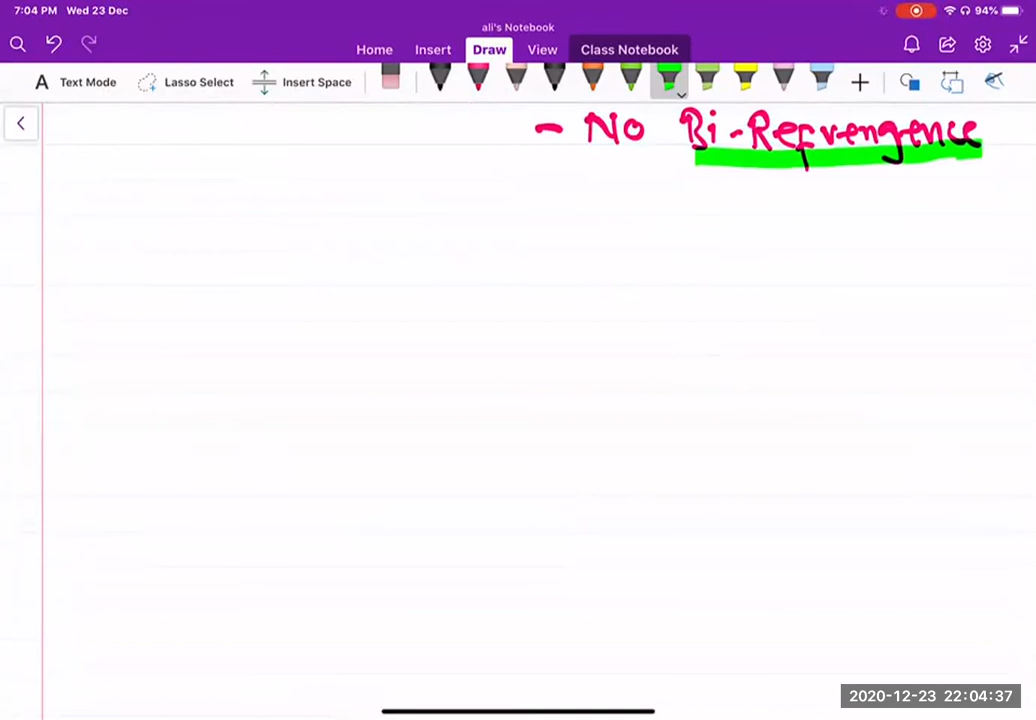 7:04 PM Wed 23 Dec
94%
ali's Notebook
Home Insert Draw View Class Notebook
A Text Mode Lasso Select Insert Space
- No Bi-Refvengence
2020-12-23 22:04:37